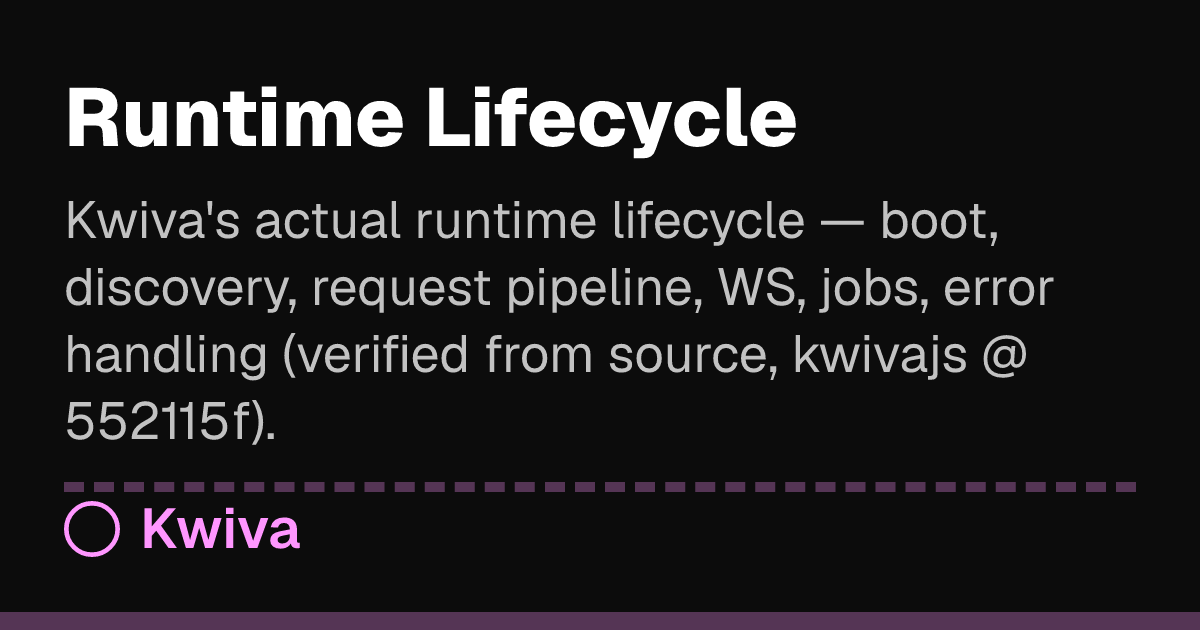 Runtime Lifecycle
Kwiva's actual runtime lifecycle — boot,
discovery, request pipeline, WS, jobs, error
handling (verified from source, kwivajs @
552115f).
Kwiva